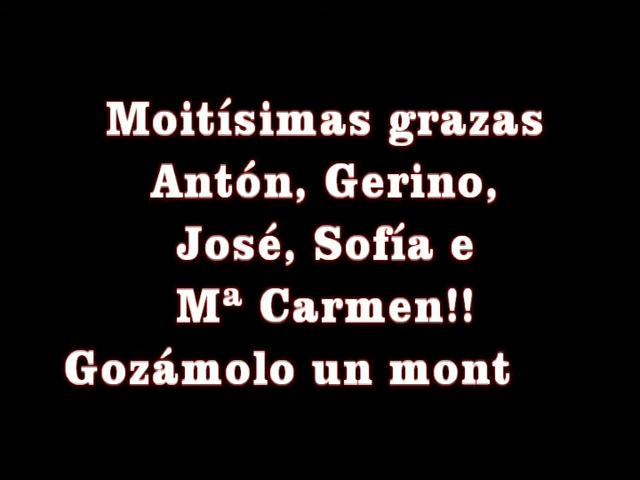 Moitísimas grazas
Antón, Gerino,
José, Sofía e
Mª Carmen!!
Gozámolo un mont